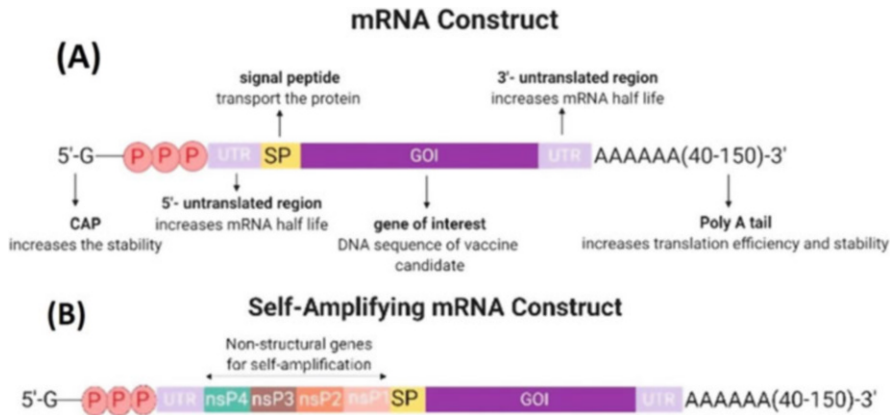 mRNA Construct
(A)
signal peptide
transport the protein
3'- untranslated region
increases mRNA half life
5'-G P P P UTR SP GOI UTR AAAAAA(40-150)-3'
CAP
increases the stability
5'- untranslated region
increases mRNA half life
gene of interest
DNA sequence of vaccine
candidate
Poly A tail
increases translation efficiency and stability
(B)
Self-Amplifying mRNA Construct
Non-structural genes
for self-amplification
5'-G P P P UTR nsP4 nsP3 nsP2 nsP1 SP GOI UTR AAAAAA(40-150)-3'